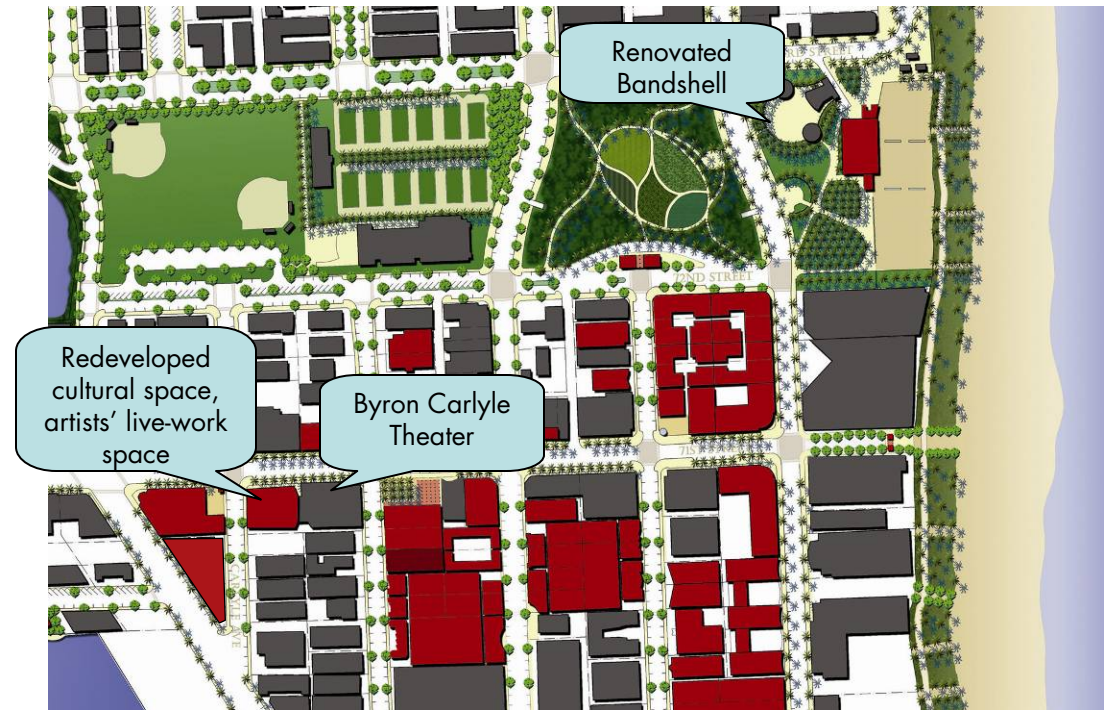 Renovated
Bandshell
72ND STREET
Redeveloped
cultural space,
artists' live-work
space
Byron Carlyle
Theater